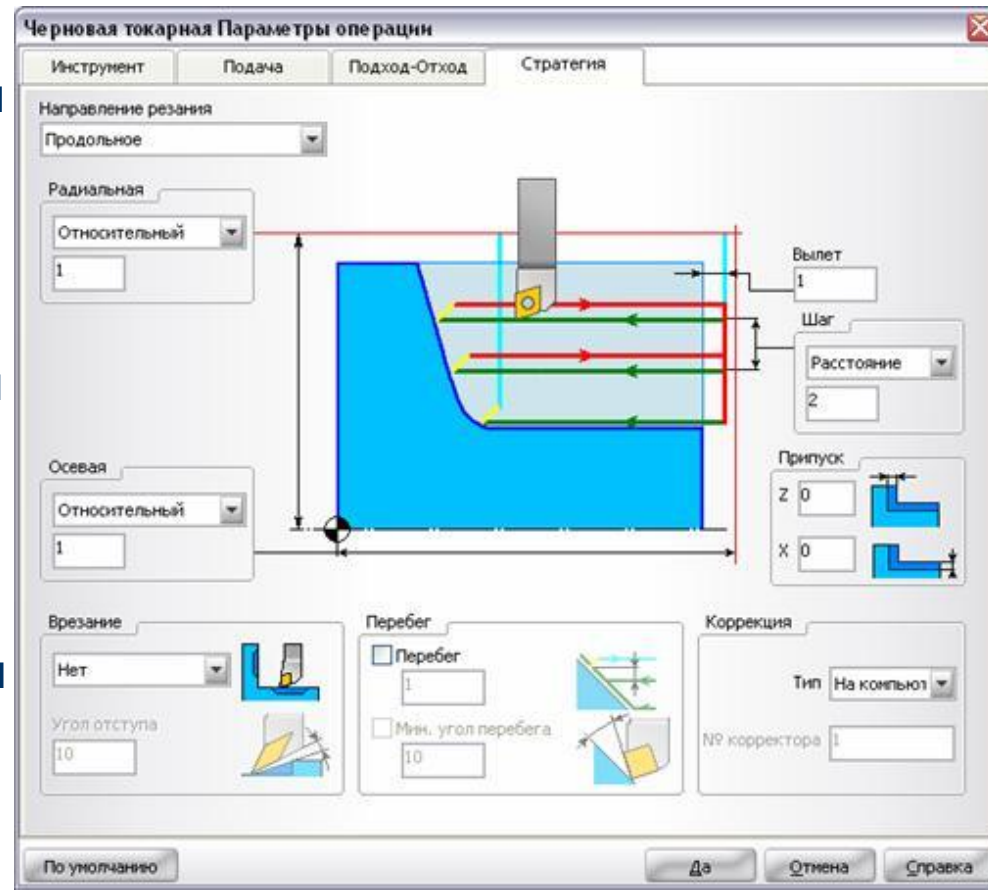 Черновая токарная Параметры операции
Инструмент Подача Подход-Отход Стратегия
Направление резания
Продольное
Радиальная
Относительный
1
Вылет
1
Шаг
Расстояние
2
Осевая
Относительный
1
Припуск
Z 0
X 0
Врезание
Нет
Угол отступа
10
Перебег
Перебег
1
Мин. угол перебега
10
Коррекция
Тип На компьют
№ корректора 1
По умолчанию Да Отмена Справка